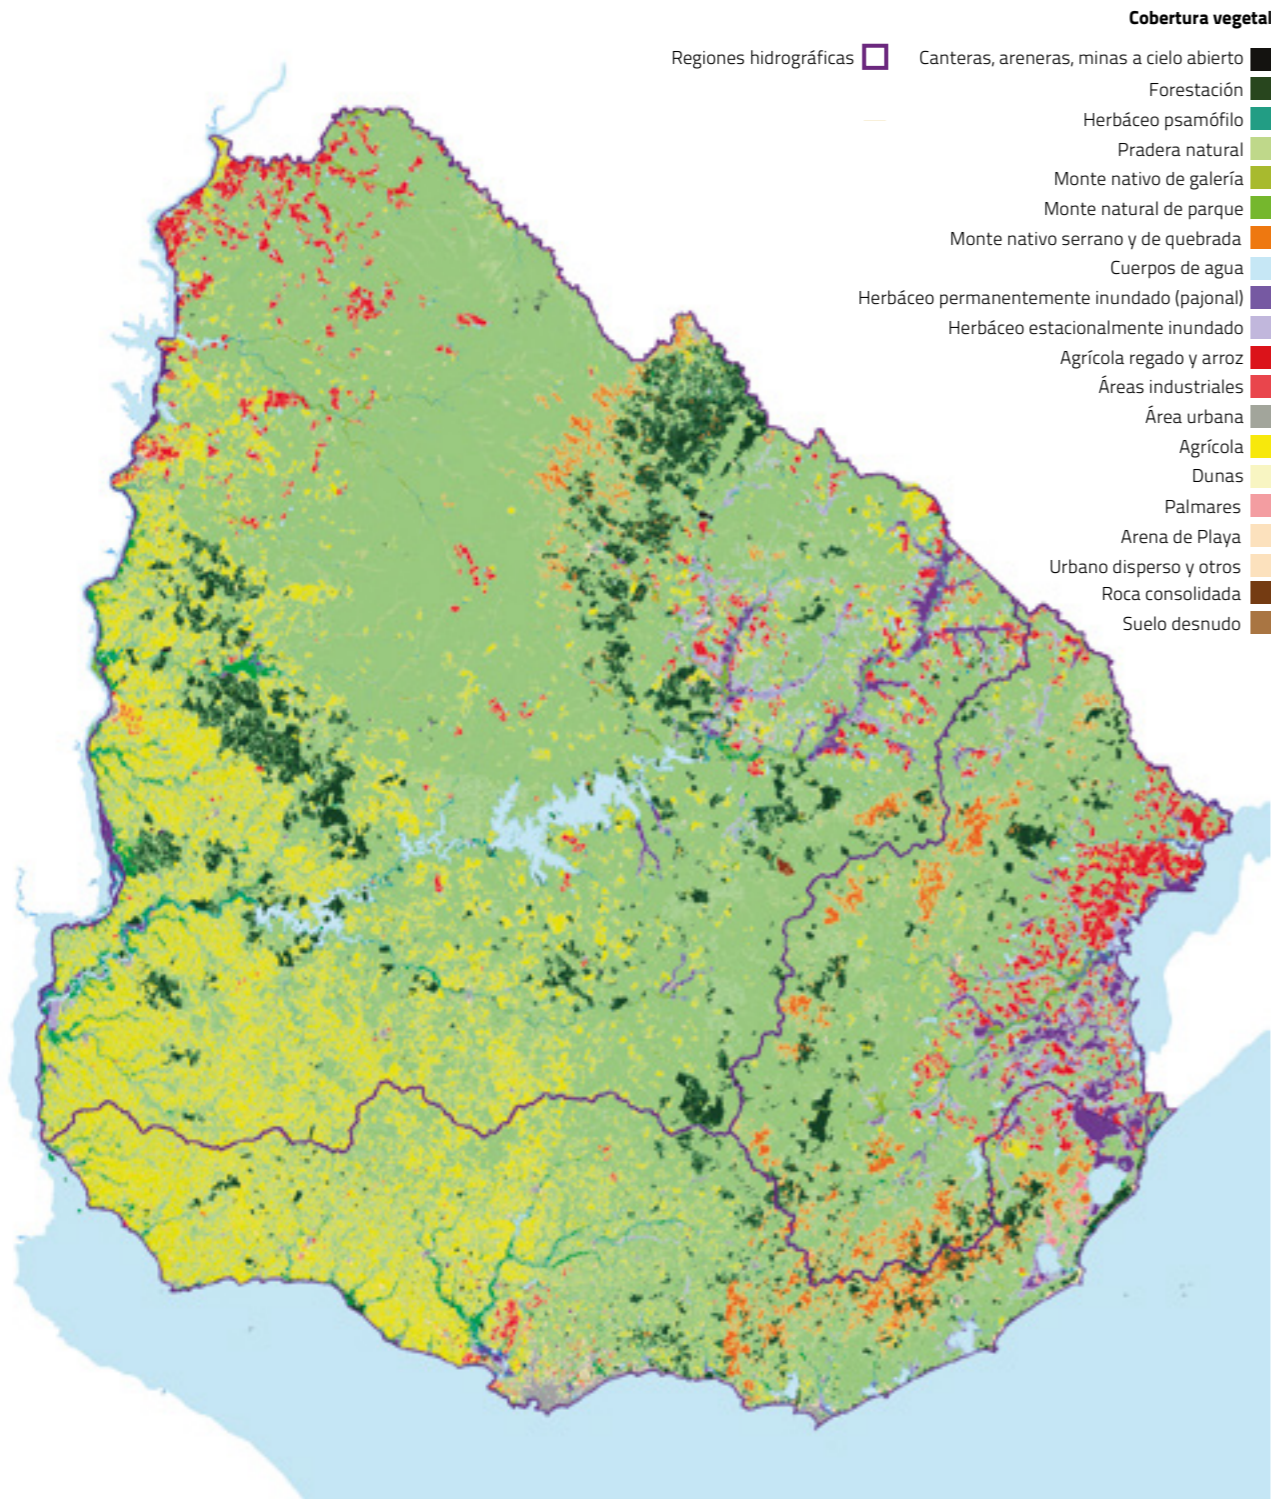 Cobertura vegetal
Regiones hidrográficas
Canteras, areneras, minas a cielo abierto
Forestación
Herbáceo psamófilo
Pradera natural
Monte nativo de galería
Monte natural de parque
Monte nativo serrano y de quebrada
Cuerpos de agua
Herbáceo permanentemente inundado (pajonal)
Herbáceo estacionalmente inundado
Agrícola regado y arroz
Áreas industriales
Área urbana
Agrícola
Dunas
Palmares
Arena de Playa
Urbano disperso y otros
Roca consolidada
Suelo desnudo